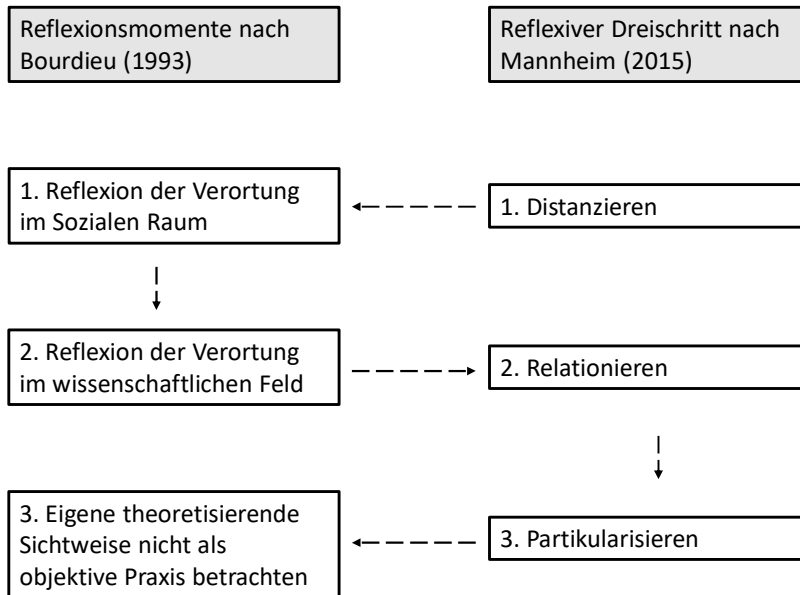 Reflexionsmomente nach
Bourdieu (1993)
Reflexiver Dreischritt nach
Mannheim (2015)
1. Reflexion der Verortung
im Sozialen Raum
1. Distanzieren
2. Reflexion der Verortung
im wissenschaftlichen Feld
2. Relationieren
3. Eigene theoretisierende
Sichtweise nicht als
objektive Praxis betrachten
3. Partikularisieren